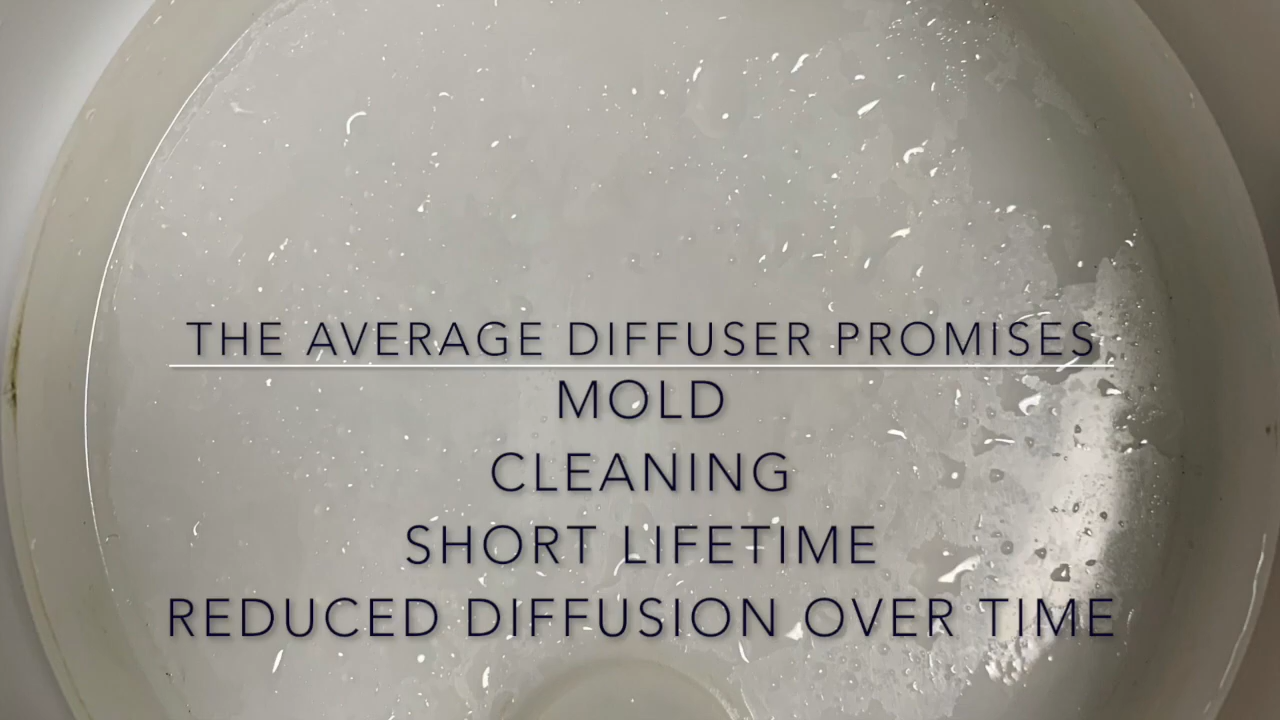 THE AVERAGE DIFFUSER PROMISES
MOLD
CLEANING
SHORT LIFETIME
REDUCED DIFFUSION OVER TIME